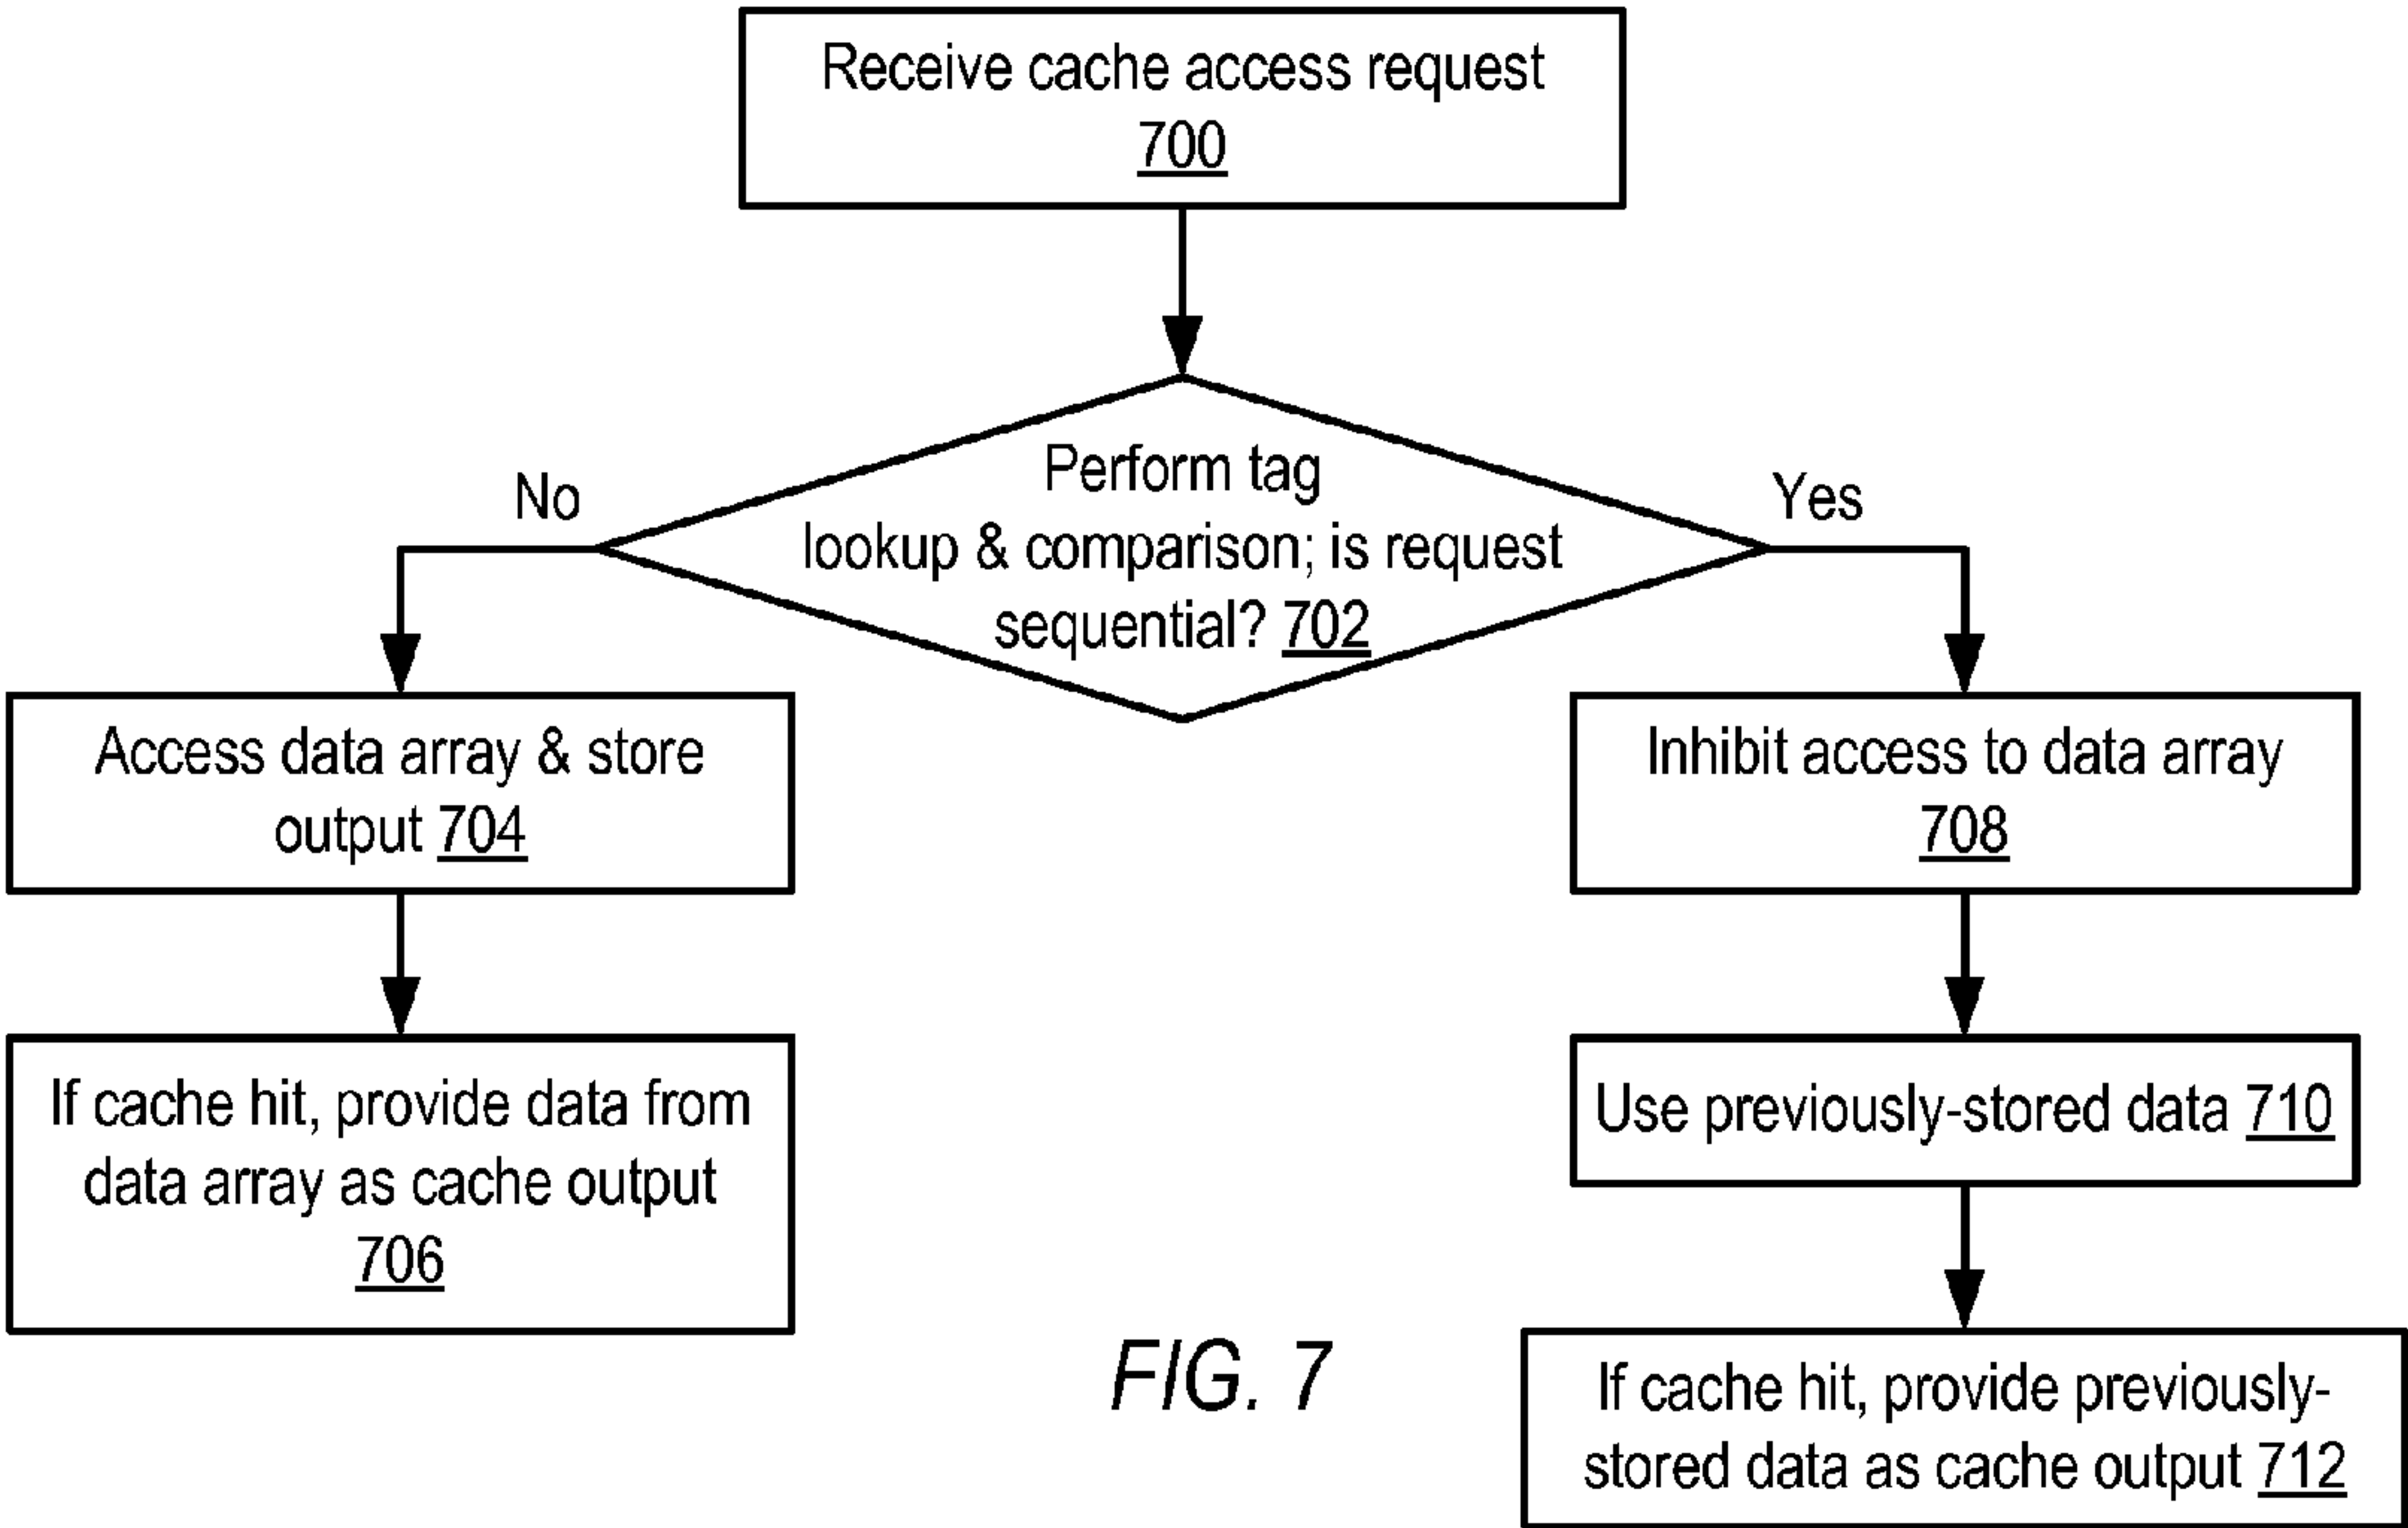 Receive cache access request
700
Perform tag
lookup & comparison; is request
sequential? 702
No
Yes
Access data array & store
output 704
If cache hit, provide data from
data array as cache output
706
Inhibit access to data array
708
Use previously-stored data 710
If cache hit, provide previously-
stored data as cache output 712
FIG. 7